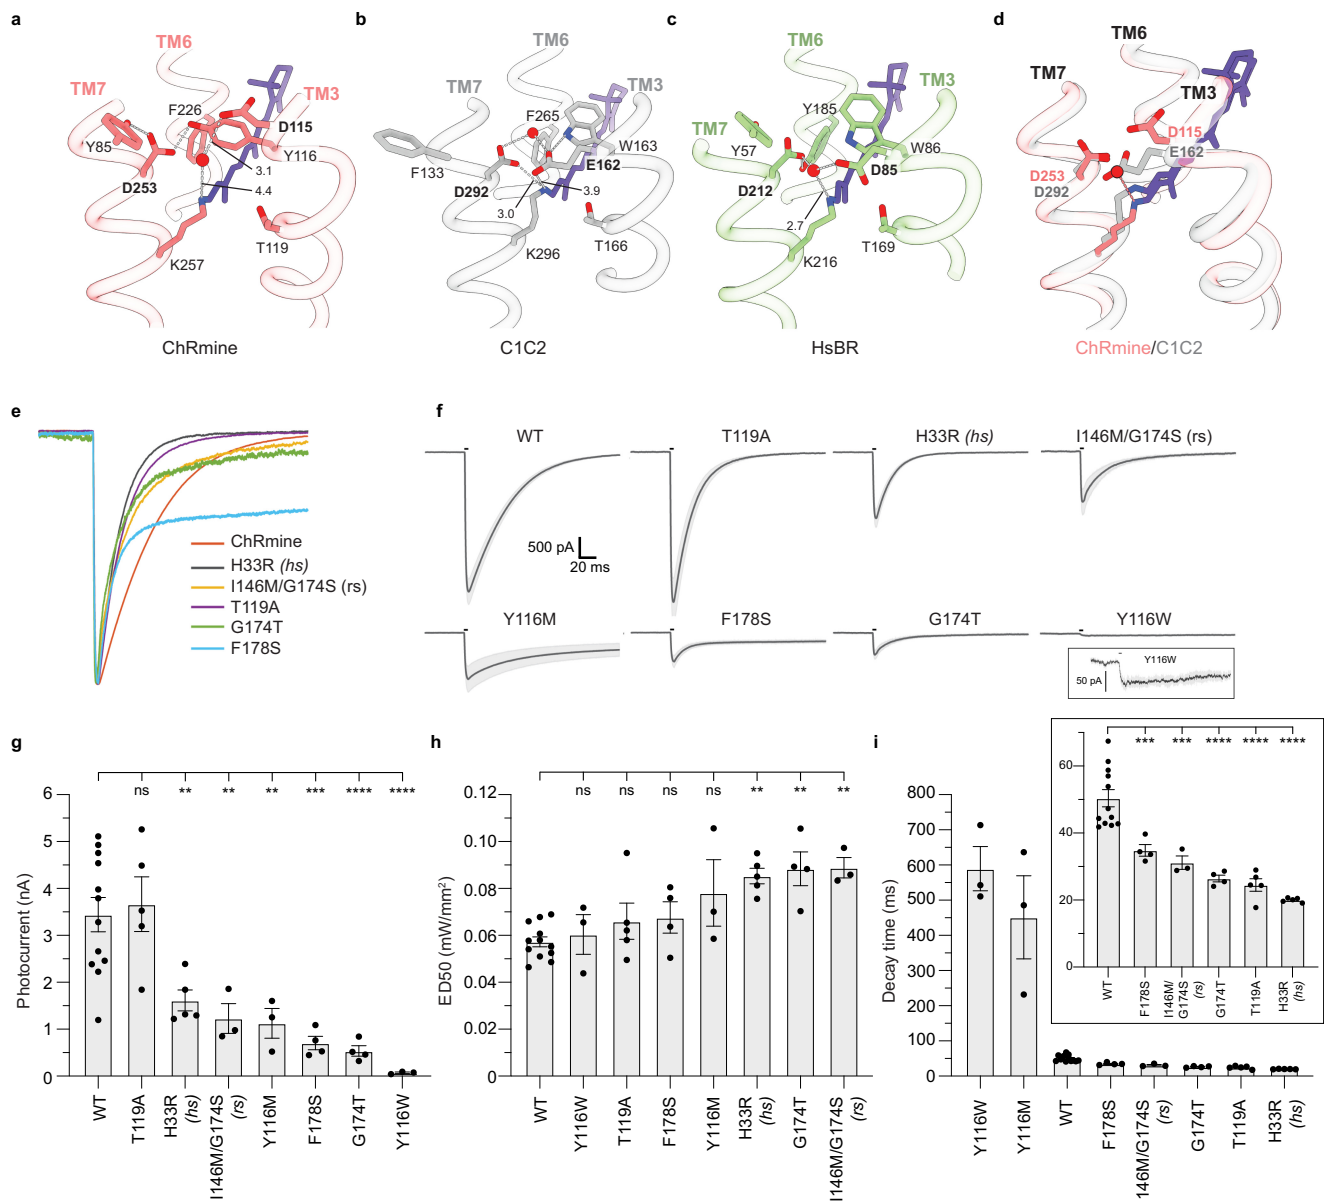 a
TM6
TM7
F226
TM3
D115
Y85
Y116
3.1
D253
4.4
T119
K257
ChRmine
b
TM6
TM7
TM3
F265
W163
E162
F133
D292
3.9
3.0
T166
K296
C1C2
c
TM6
TM3
Y185
TM7
Y57
W86
D85
D212
2.7
T169
K216
HsBR
d
TM6
TM7
TM3
D115
E162
D253
D292
ChRmine/C1C2
e
ChRmine
H33R (hs)
I146M/G174S (rs)
T119A
G174T
F178S
f
WT
T119A
H33R (hs)
I146M/G174S (rs)
500 pA
20 ms
Y116M
F178S
G174T
Y116W
Y116W
50 pA
g
ns ** ** ** *** **** ****
Photocurrent (nA)
6
5
4
3
2
1
0
WT
T119A
H33R (hs)
I146M/G174S (rs)
Y116M
F178S
G174T
Y116W
h
ns ns ns ns ** ** **
ED50 (mW/mm²)
0.12
0.10
0.08
0.06
0.04
0.02
0.00
WT
Y116W
T119A
F178S
Y116M
H33R (hs)
G174T
I146M/G174S (rs)
i
Decay time (ms)
800
700
600
500
400
300
200
100
0
Y116W
Y116M
WT
F178S
146M/G174S (rs)
G174T
T119A
H33R (hs)
*** *** **** **** ****
60
40
20
0
WT
F178S
I146M/
G174S (rs)
G174T
T119A
H33R (hs)